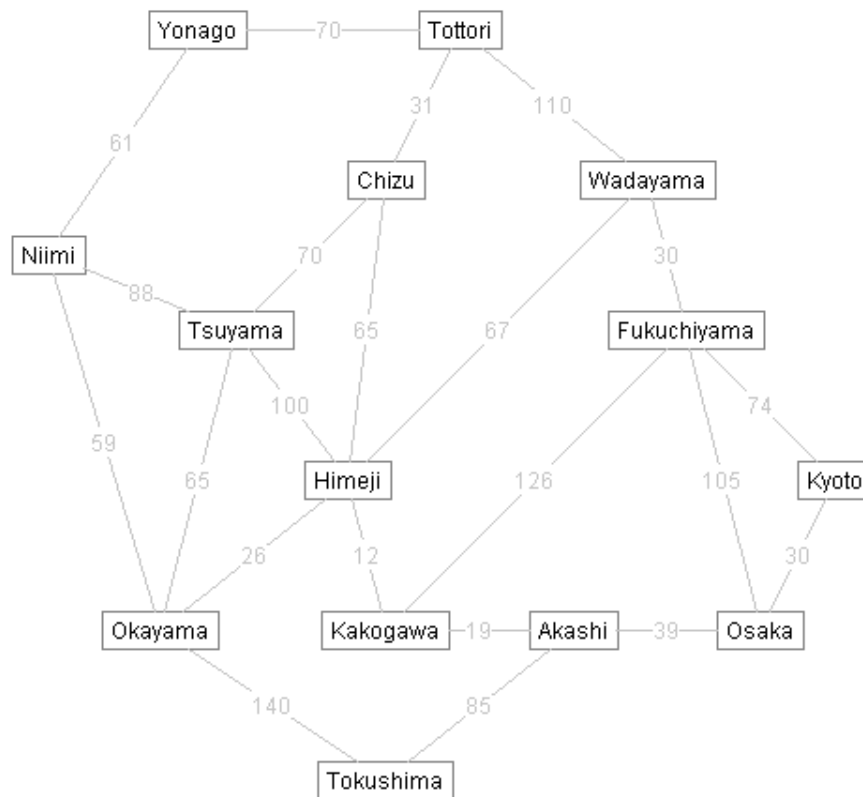 Yonago
70
Tottori
31
110
61
Chizu
Wadayama
Niimi
70
30
88
Tsuyama
65
67
Fukuchiyama
100
74
59
65
Himeji
126
105
Kyoto
26
12
30
Okayama
Kakogawa
19
Akashi
39
Osaka
140
85
Tokushima